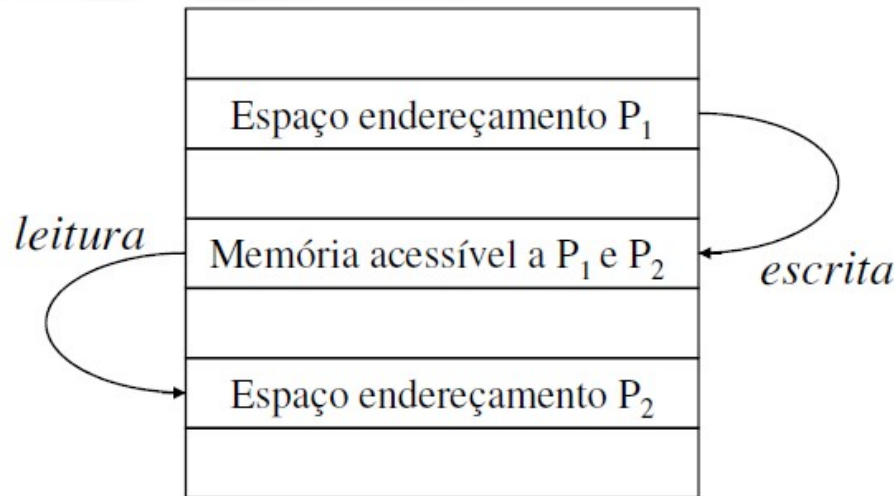 Espaço endereçamento P₁
leitura
Memória acessível a P₁ e P₂
escrita
Espaço endereçamento P₂